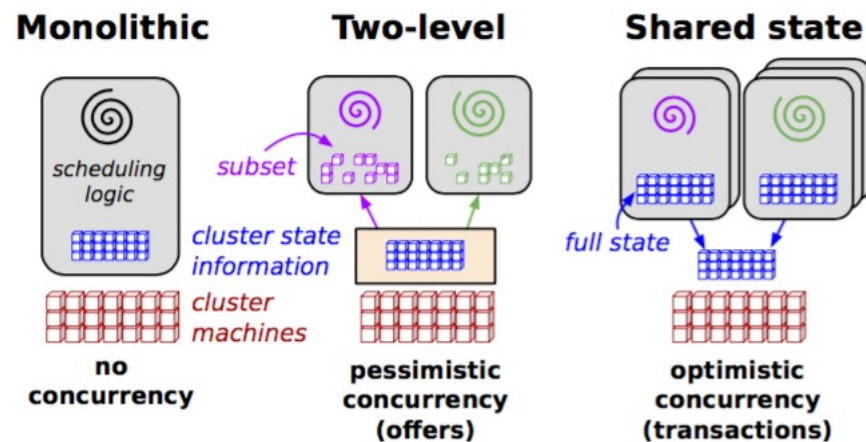 Monolithic
Two-level
Shared state
scheduling
logic
subset
cluster state
information
full state
cluster
machines
no
concurrency
pessimistic
concurrency
(offers)
optimistic
concurrency
(transactions)